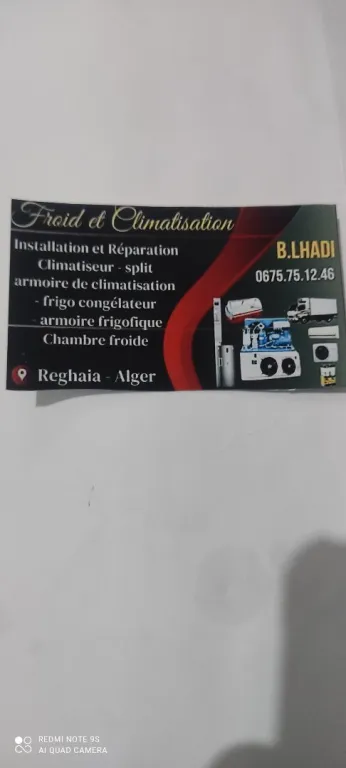 Froid et Climatisation
Installation et Réparation
Climatiseur - split
armoire de climatisation
- frigo congélateur
- armoire frigofique
Chambre froide
Reghaia - Alger
B.LHADI
0675.75.12.46
REDMI NOTE 9S
AI QUAD CAMERA